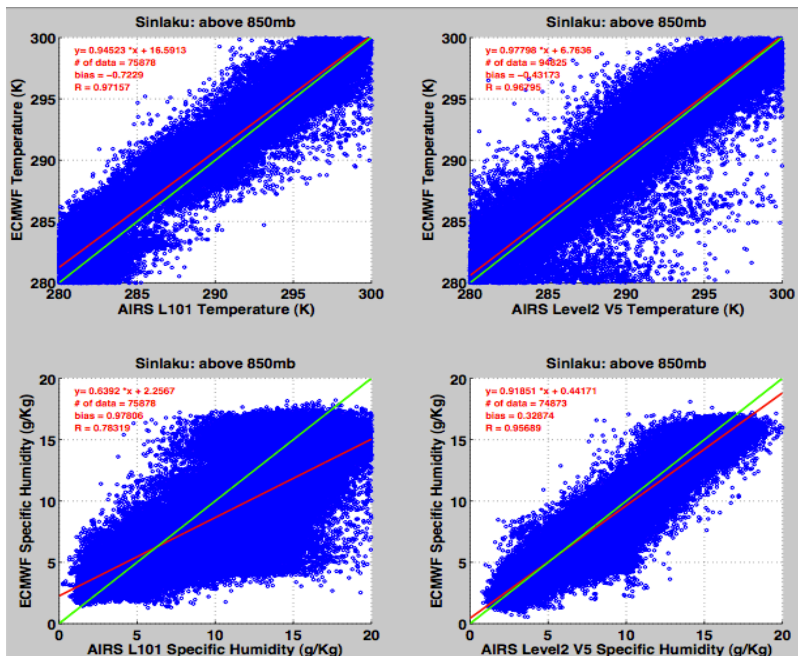 Sinlaku: above 850mb
y= 0.94523 *x + 16.5913
# of data = 75878
bias = −0.7229
R = 0.97157
300
295
290
285
280
280
285
290
295
300
ECMWF Temperature (K)
AIRS L101 Temperature (K)
Sinlaku: above 850mb
y= 0.97798 *x + 6.7636
# of data = 94825
bias = −0.43173
R = 0.96795
300
295
290
285
280
280
285
290
295
300
ECMWF Temperature (K)
AIRS Level2 V5 Temperature (K)
Sinlaku: above 850mb
y= 0.6392 *x + 2.2567
# of data = 75878
bias = 0.97806
R = 0.78319
20
15
10
5
0
0
5
10
15
20
ECMWF Specific Humidity (g/Kg)
AIRS L101 Specific Humidity (g/Kg)
Sinlaku: above 850mb
y= 0.91851 *x + 0.44171
# of data = 74873
bias = 0.32874
R = 0.95689
20
15
10
5
0
0
5
10
15
20
ECMWF Specific Humidity (g/Kg)
AIRS Level2 V5 Specific Humidity (g/Kg)